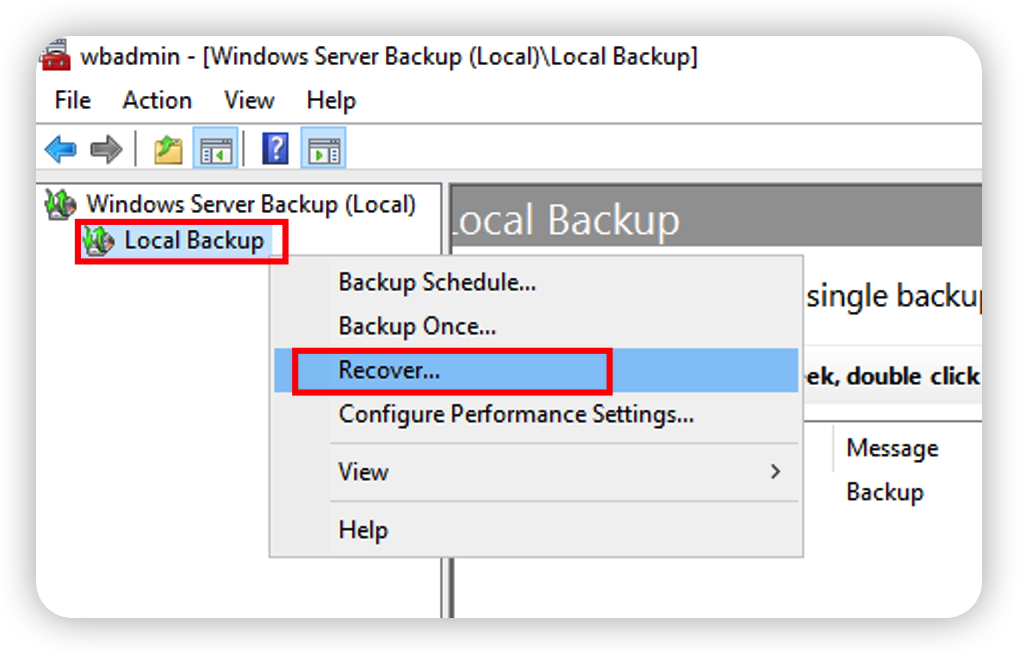 wbadmin - [Windows Server Backup (Local)\Local Backup]
File Action View Help
Windows Server Backup (Local)
Local Backup
Local Backup
Backup Schedule...
Backup Once...
Recover...
Configure Performance Settings...
View
Help
single backup
ek, double click
Message
Backup